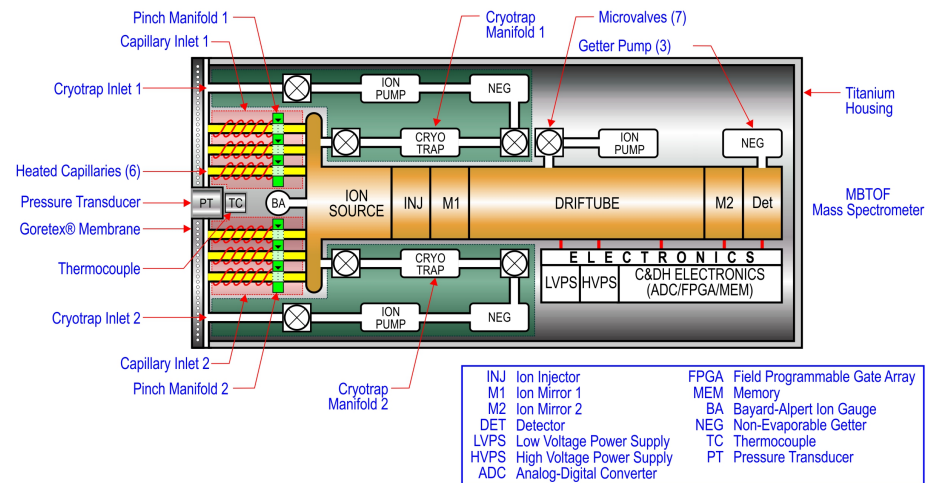 Pinch Manifold 1
Capillary Inlet 1
Cryotrap Inlet 1
Heated Capillaries (6)
Pressure Transducer
Goretex® Membrane
Thermocouple
Cryotrap Inlet 2
Capillary Inlet 2
Pinch Manifold 2
Cryotrap
Manifold 1
Microvalves (7)
Getter Pump (3)
Titanium
Housing
MBTOF
Mass Spectrometer
Cryotrap
Manifold 2
ION
PUMP
NEG
CRYO
TRAP
ION
PUMP
NEG
PT
TC
BA
ION
SOURCE
INJ
M1
DRIFTUBE
M2
Det
CRYO
TRAP
ION
PUMP
NEG
ELECTRONICS
LVPS
HVPS
C&DH ELECTRONICS
(ADC/FPGA/MEM)
INJ Ion Injector
M1 Ion Mirror 1
M2 Ion Mirror 2
DET Detector
LVPS Low Voltage Power Supply
HVPS High Voltage Power Supply
ADC Analog-Digital Converter
FPGA Field Programmable Gate Array
MEM Memory
BA Bayard-Alpert Ion Gauge
NEG Non-Evaporable Getter
TC Thermocouple
PT Pressure Transducer